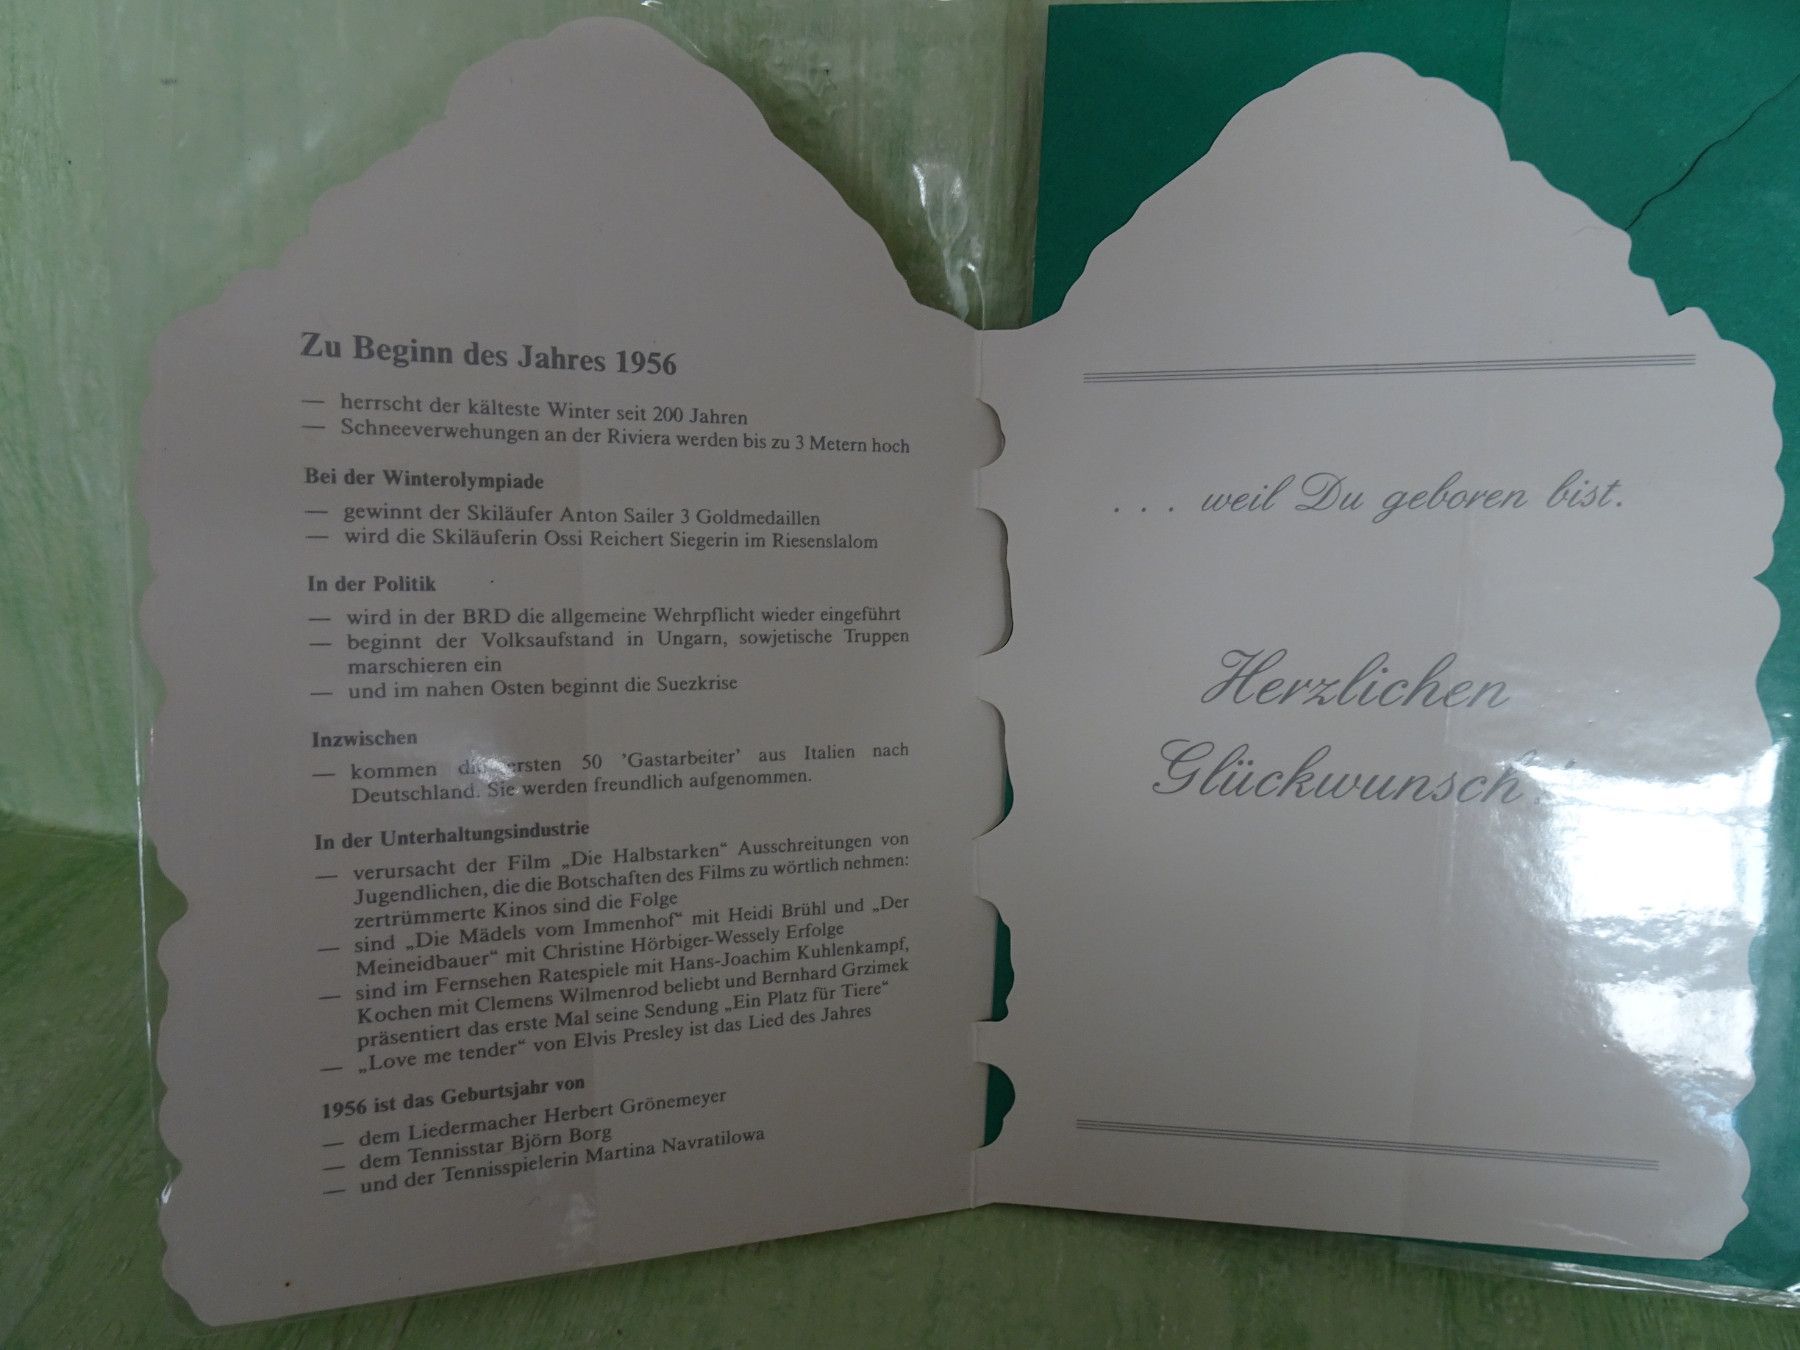 Zu Beginn des Jahres 1956
— herrscht der kälteste Winter seit 200 Jahren
— Schneeverwehungen an der Riviera werden bis zu 3 Metern hoch
Bei der Winterolympiade
— gewinnt der Skiläufer Anton Sailer 3 Goldmedaillen
— wird die Skiläuferin Ossi Reichert Siegerin im Riesenslalom
In der Politik
— wird in der BRD die allgemeine Wehrpflicht wieder eingeführt
— beginnt der Volksaufstand in Ungarn, sowjetische Truppen
marschieren ein
— und im nahen Osten beginnt die Suezkrise
Inzwischen
— kommen die ersten 50 'Gastarbeiter' aus Italien nach
Deutschland. Sie werden freundlich aufgenommen.
In der Unterhaltungsindustrie
— verursacht der Film „Die Halbstarken“ Ausschreitungen von
Jugendlichen, die die Botschaften des Films zu wörtlich nehmen:
zertrümmerte Kinos sind die Folge
— sind „Die Mädels vom Immenhof“ mit Heidi Brühl und „Der
Meineidbauer“ mit Christine Hörbiger-Wessely Erfolge
— sind im Fernsehen Ratespiele mit Hans-Joachim Kuhlenkampf,
Kochen mit Clemens Wilmenrod beliebt und Bernhard Grzimek
präsentiert das erste Mal seine Sendung „Ein Platz für Tiere“
— „Love me tender“ von Elvis Presley ist das Lied des Jahres
1956 ist das Geburtsjahr von
— dem Liedermacher Herbert Grönemeyer
— dem Tennisstar Björn Borg
— und der Tennisspielerin Martina Navratilowa
. . . weil Du geboren bist.
Herzlichen
Glückwunsch!